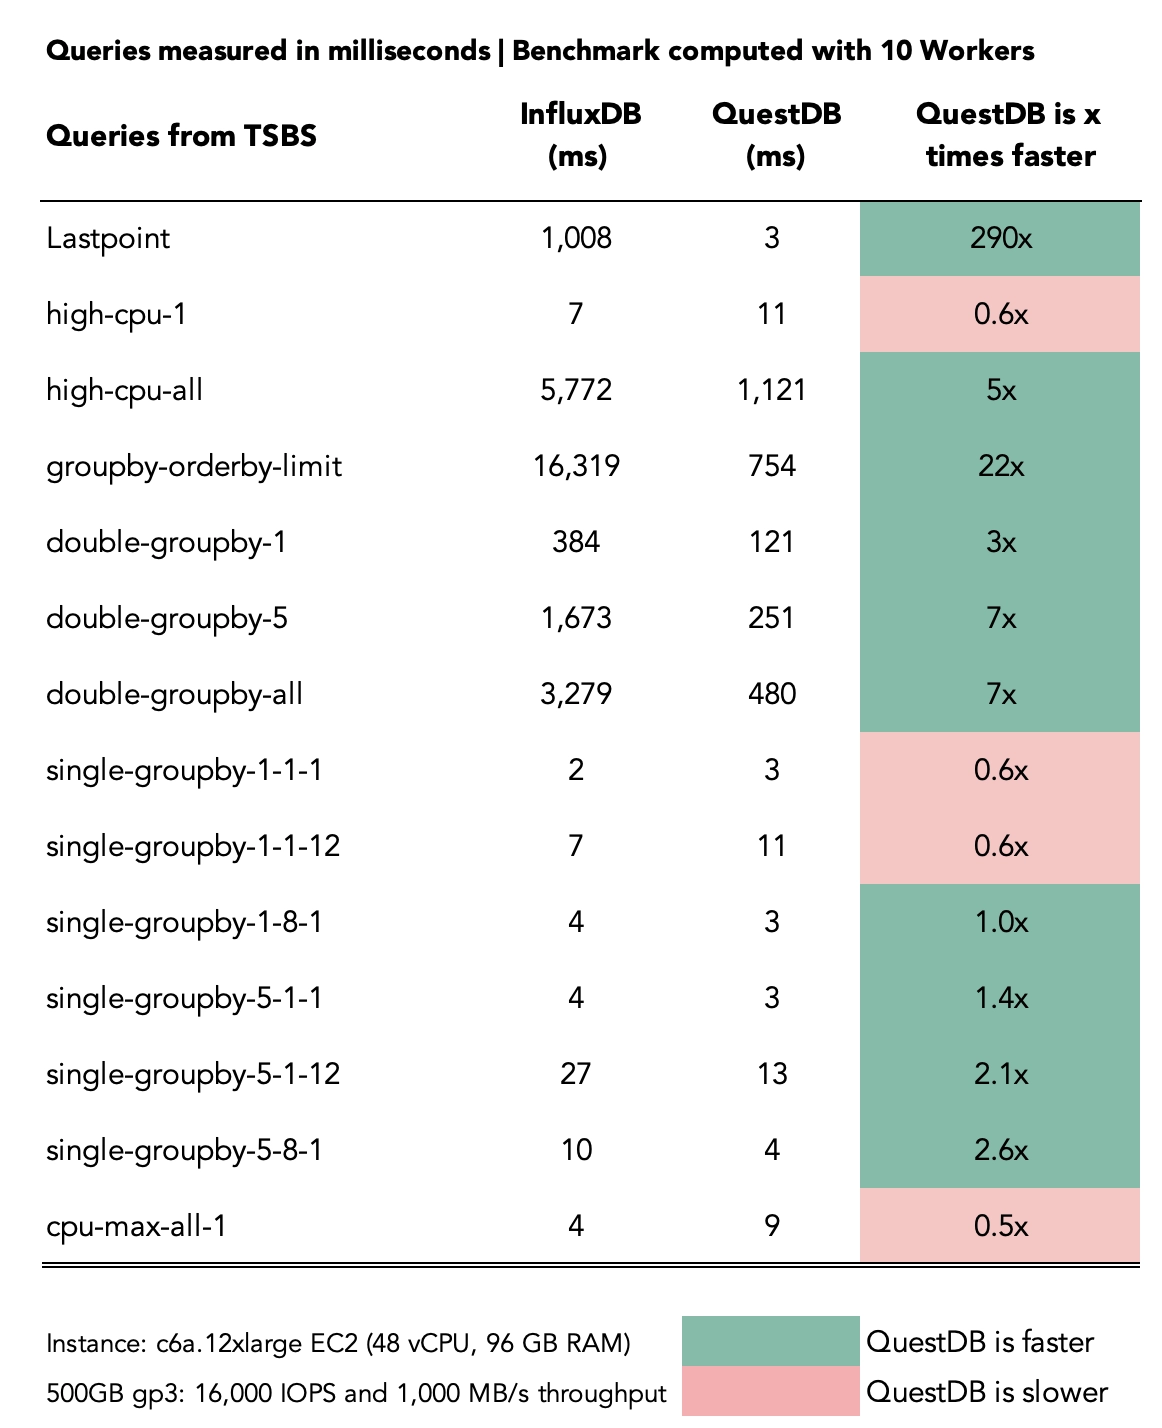 Queries measured in milliseconds | Benchmark computed with 10 Workers
Queries from TSBS InfluxDB (ms) QuestDB (ms) QuestDB is x times faster
Lastpoint 1,008 3 290x
high-cpu-1 7 11 0.6x
high-cpu-all 5,772 1,121 5x
groupby-orderby-limit 16,319 754 22x
double-groupby-1 384 121 3x
double-groupby-5 1,673 251 7x
double-groupby-all 3,279 480 7x
single-groupby-1-1-1 2 3 0.6x
single-groupby-1-1-12 7 11 0.6x
single-groupby-1-8-1 4 3 1.0x
single-groupby-5-1-1 4 3 1.4x
single-groupby-5-1-12 27 13 2.1x
single-groupby-5-8-1 10 4 2.6x
cpu-max-all-1 4 9 0.5x
Instance: c6a.12xlarge EC2 (48 vCPU, 96 GB RAM) QuestDB is faster
500GB gp3: 16,000 IOPS and 1,000 MB/s throughput QuestDB is slower